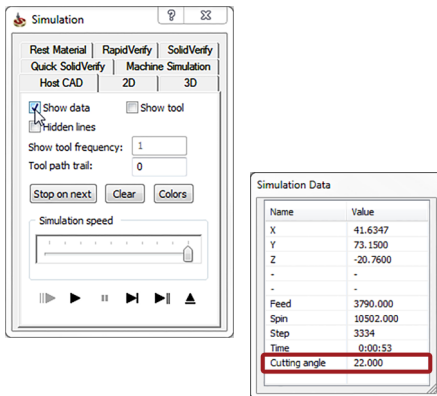 Simulation
Rest Material RapidVerify SolidVerify
Quick SolidVerify Machine Simulation
Host CAD 2D 3D
Show data Show tool
Hidden lines
Show tool frequency: 1
Tool path trail: 0
Stop on next Clear Colors
Simulation speed
Simulation Data
Name Value
X 41.6347
Y 73.1500
Z -20.7600
- -
- -
Feed 3790.000
Spin 10502.000
Step 3334
Time 0:00:53
Cutting angle 22.000